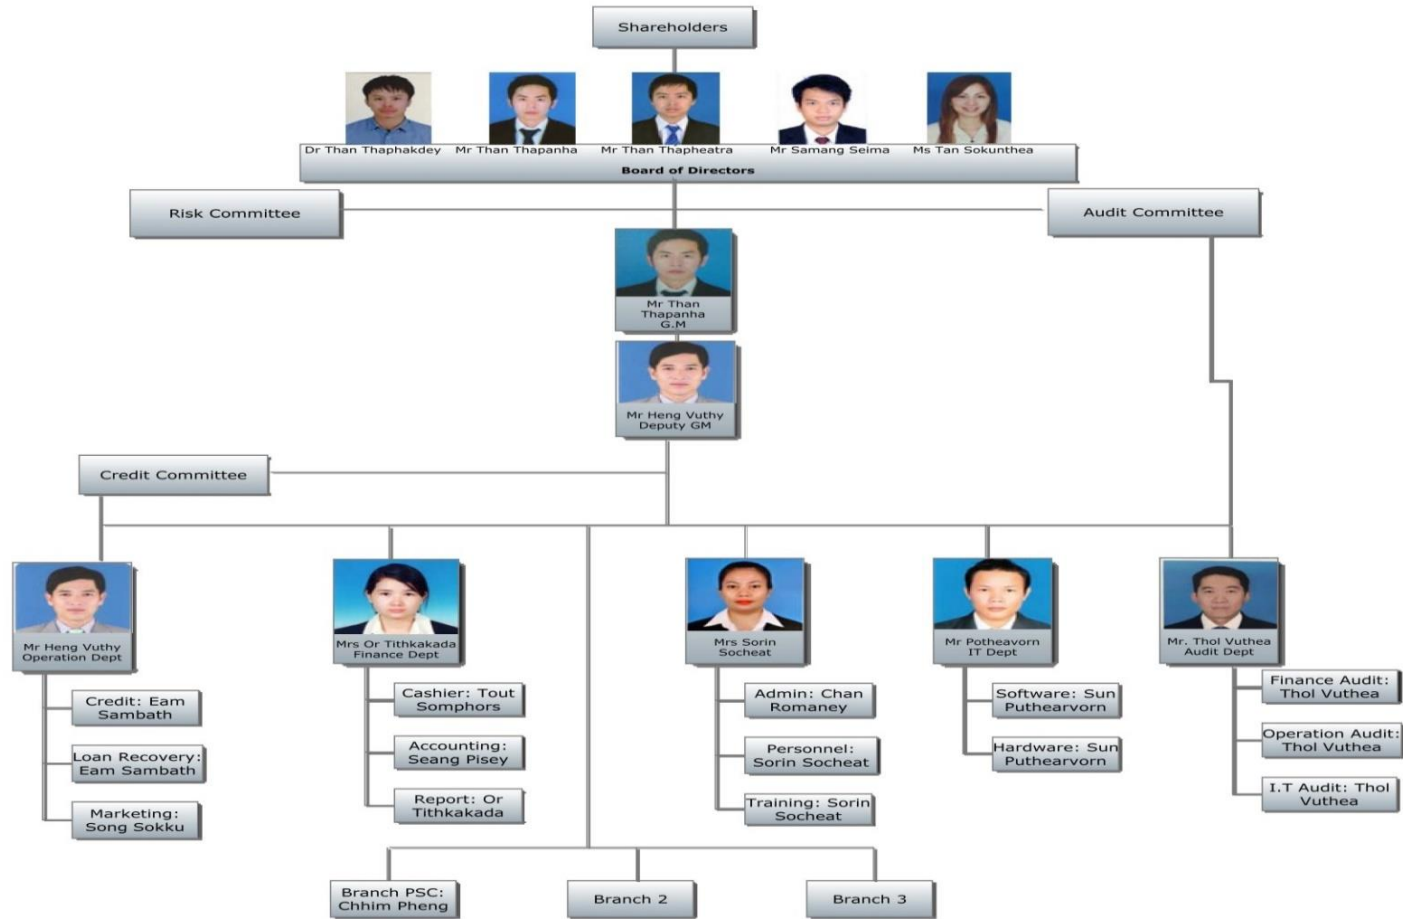 Shareholders
Dr Than Thaphakdey
Mr Than Thapanha
Mr Than Thapheatra
Mr Samang Seima
Ms Tan Sokunthea
Board of Directors
Risk Committee
Audit Committee
Mr Than
Thapanha
G.M
Mr Heng Vuthy
Deputy GM
Credit Committee
Mr Heng Vuthy
Operation Dept
Credit: Eam
Sambath
Loan Recovery:
Eam Sambath
Marketing:
Song Sokku
Mrs Or Tithkakada
Finance Dept
Cashier: Tout
Somphors
Accounting:
Seang Pisey
Report: Or
Tithkakada
Mrs Sorin
Socheat
Admin: Chan
Romaney
Personnel:
Sorin Socheat
Training: Sorin
Socheat
Mr Potheavorn
IT Dept
Software: Sun
Puthearvorn
Hardware: Sun
Puthearvorn
Mr. Thol Vuthea
Audit Dept
Finance Audit:
Thol Vuthea
Operation Audit:
Thol Vuthea
I.T Audit: Thol
Vuthea
Branch PSC:
Chhim Pheng
Branch 2
Branch 3